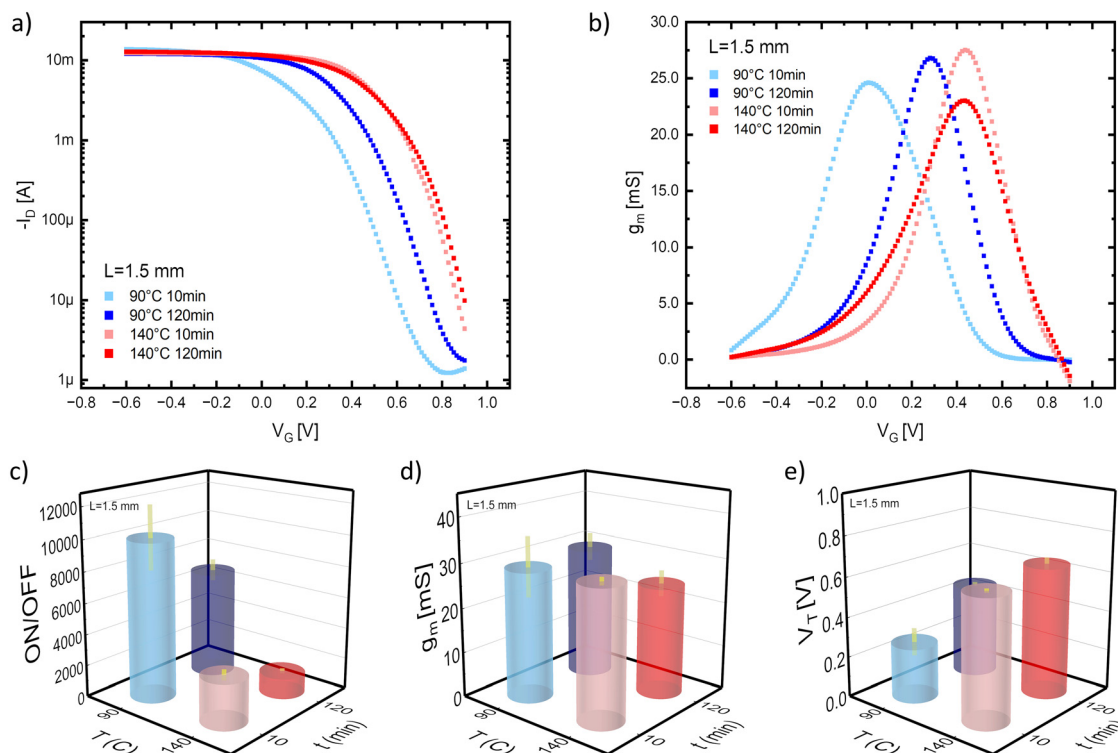 a)
L=1.5 mm
90°C 10min
90°C 120min
140°C 10min
140°C 120min
10m
1m
100µ
10µ
1µ
-I_D [A]
−0.8 −0.6 −0.4 −0.2 0.0 0.2 0.4 0.6 0.8 1.0
V_G [V]
b)
L=1.5 mm
90°C 10min
90°C 120min
140°C 10min
140°C 120min
30.0
25.0
20.0
15.0
10.0
5.0
0.0
g_m [mS]
−0.8 −0.6 −0.4 −0.2 0.0 0.2 0.4 0.6 0.8 1.0
V_G [V]
c)
L=1.5 mm
12000
10000
8000
6000
4000
2000
0
ON/OFF
90
140
T (C)
10
120
t (min)
d)
L=1.5 mm
40
30
20
10
0
g_m [mS]
90
140
T (C)
10
120
t (min)
e)
L=1.5 mm
1.0
0.8
0.6
0.4
0.2
0.0
V_T [V]
90
140
T (C)
10
120
t (min)